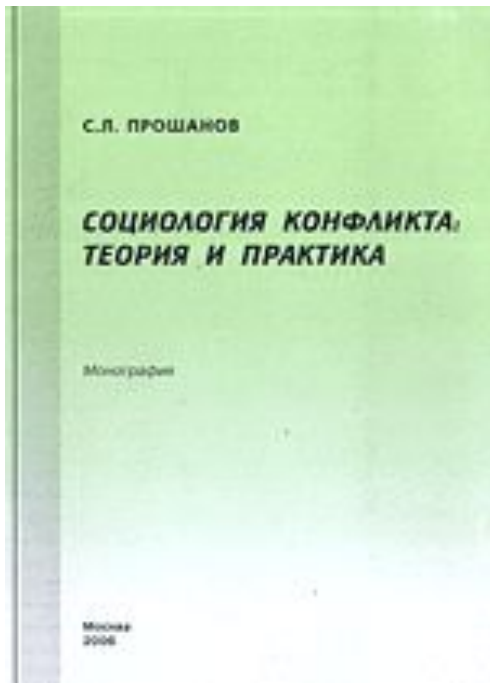 С.Л. ПРОШАНОВ
СОЦИОЛОГИЯ КОНФЛИКТА:
ТЕОРИЯ И ПРАКТИКА
Монография
Москва
2006